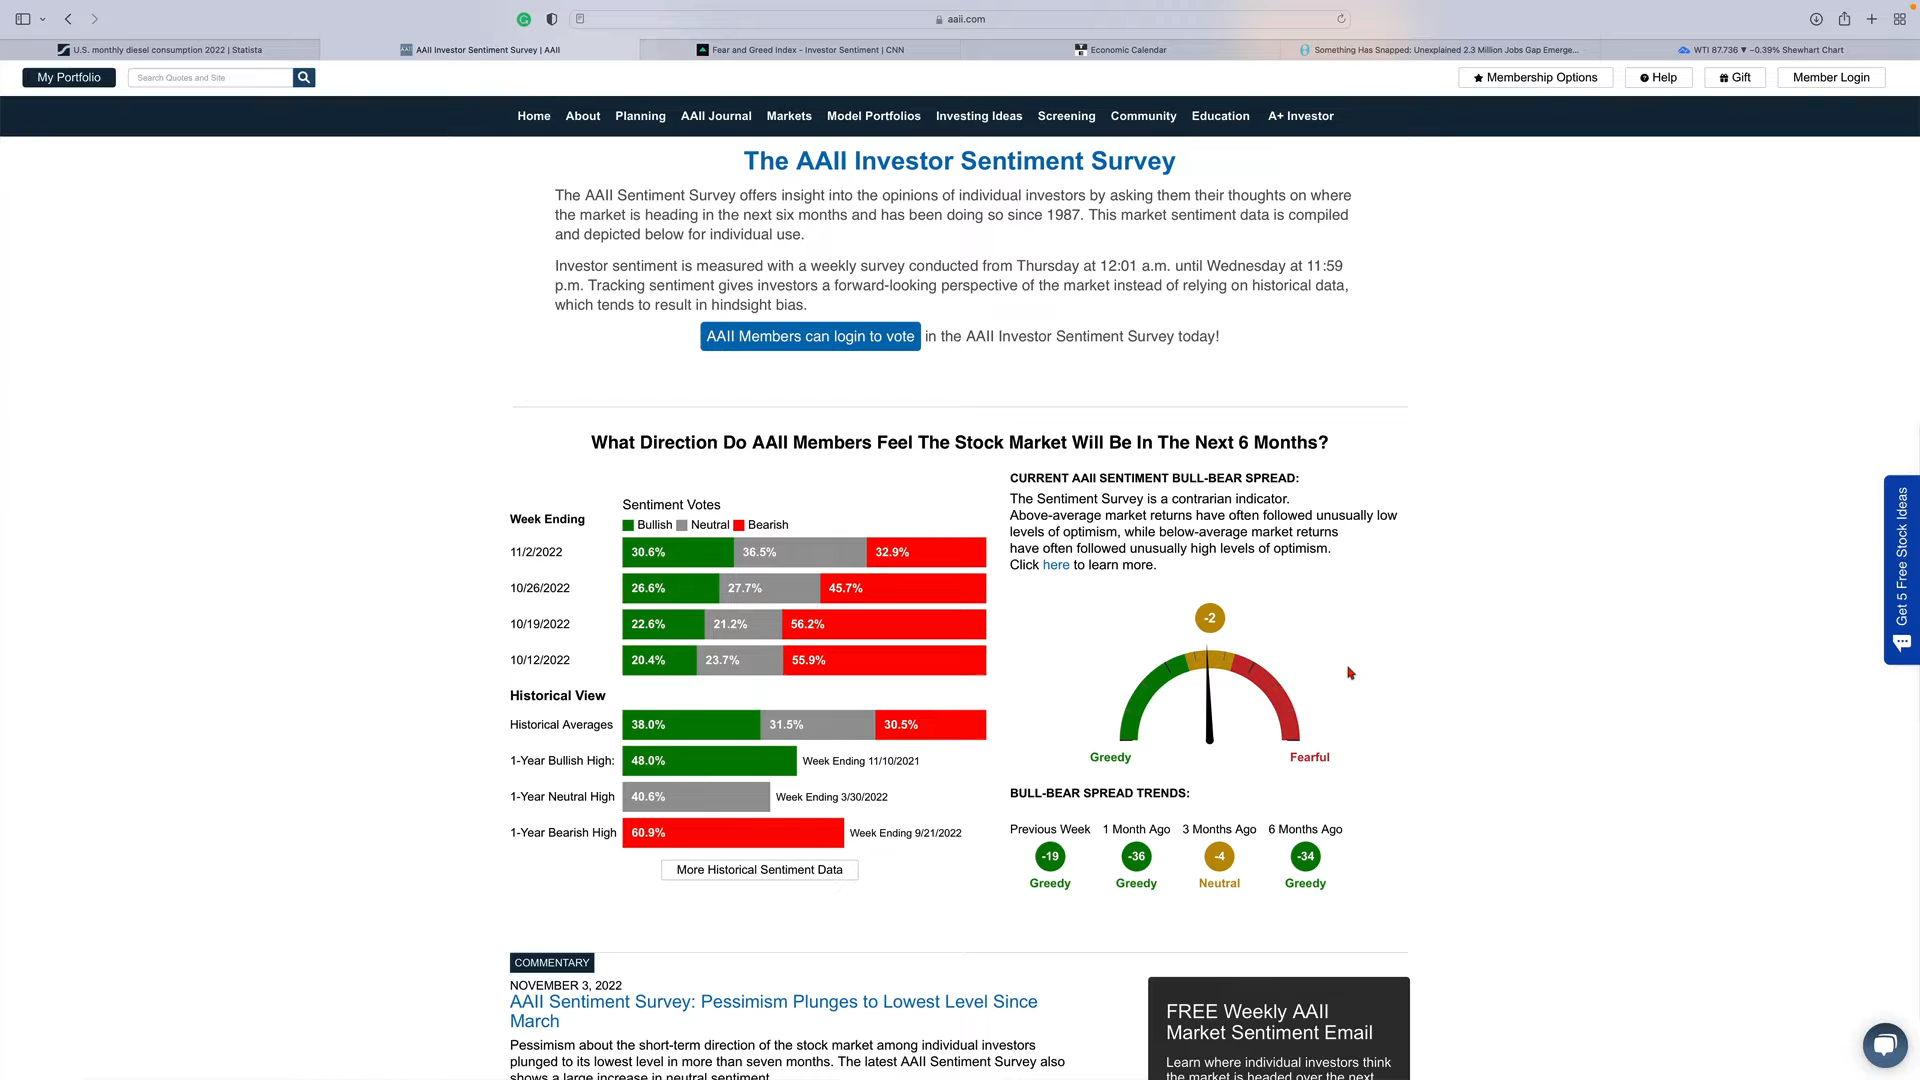 aaii.com
U.S. monthly diesel consumption 2022 | Statista
AAII Investor Sentiment Survey | AAII
Fear and Greed Index - Investor Sentiment | CNN
Economic Calendar
Something Has Snapped: Unexplained 2.3 Million Jobs Gap Emerge...
WTI 87.736 ▼ −0.39% Shewhart Chart
My Portfolio
Search Quotes and Site
Membership Options
Help
Gift
Member Login
Home About Planning AAII Journal Markets Model Portfolios Investing Ideas Screening Community Education A+ Investor
The AAII Investor Sentiment Survey
The AAII Sentiment Survey offers insight into the opinions of individual investors by asking them their thoughts on where
the market is heading in the next six months and has been doing so since 1987. This market sentiment data is compiled
and depicted below for individual use.
Investor sentiment is measured with a weekly survey conducted from Thursday at 12:01 a.m. until Wednesday at 11:59
p.m. Tracking sentiment gives investors a forward-looking perspective of the market instead of relying on historical data,
which tends to result in hindsight bias.
AAII Members can login to vote in the AAII Investor Sentiment Survey today!
What Direction Do AAII Members Feel The Stock Market Will Be In The Next 6 Months?
Sentiment Votes
Week Ending
Bullish Neutral Bearish
11/2/2022 30.6% 36.5% 32.9%
10/26/2022 26.6% 27.7% 45.7%
10/19/2022 22.6% 21.2% 56.2%
10/12/2022 20.4% 23.7% 55.9%
Historical View
Historical Averages 38.0% 31.5% 30.5%
1-Year Bullish High: 48.0% Week Ending 11/10/2021
1-Year Neutral High 40.6% Week Ending 3/30/2022
1-Year Bearish High 60.9% Week Ending 9/21/2022
More Historical Sentiment Data
CURRENT AAII SENTIMENT BULL-BEAR SPREAD:
The Sentiment Survey is a contrarian indicator.
Above-average market returns have often followed unusually low
levels of optimism, while below-average market returns
have often followed unusually high levels of optimism.
Click here to learn more.
-2
Greedy Fearful
BULL-BEAR SPREAD TRENDS:
Previous Week 1 Month Ago 3 Months Ago 6 Months Ago
-19 -36 -4 -34
Greedy Greedy Neutral Greedy
Get 5 Free Stock Ideas
COMMENTARY
NOVEMBER 3, 2022
AAII Sentiment Survey: Pessimism Plunges to Lowest Level Since
March
Pessimism about the short-term direction of the stock market among individual investors
plunged to its lowest level in more than seven months. The latest AAII Sentiment Survey also
shows a large increase in neutral sentiment.
FREE Weekly AAII
Market Sentiment Email
Learn where individual investors think
the market is headed over the next